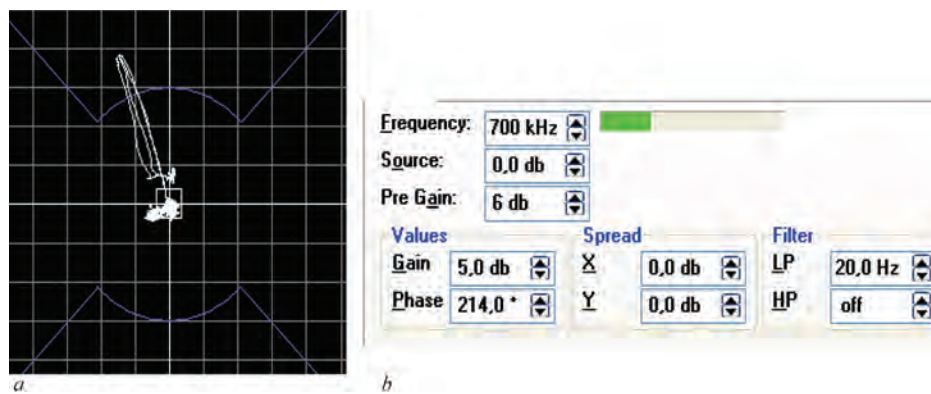 Frequency: 700 kHz
Source: 0,0 db
Pre Gain: 6 db
Values Spread Filter
Gain 5,0 db X 0,0 db LP 20,0 Hz
Phase 214,0 ° Y 0,0 db HP off
a b